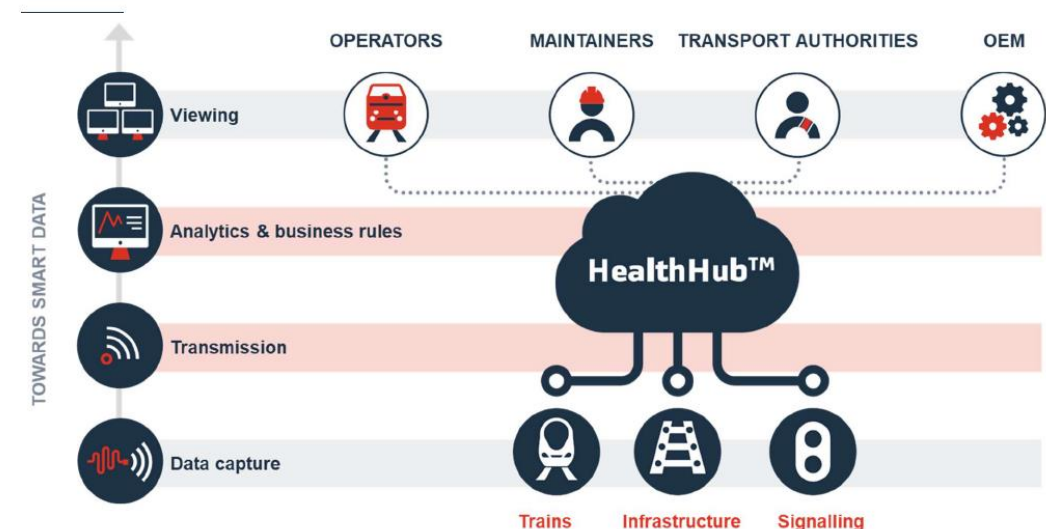 OPERATORS MAINTAINERS TRANSPORT AUTHORITIES OEM
Viewing
Analytics & business rules
HealthHub™
Transmission
Data capture
Trains Infrastructure Signalling
TOWARDS SMART DATA